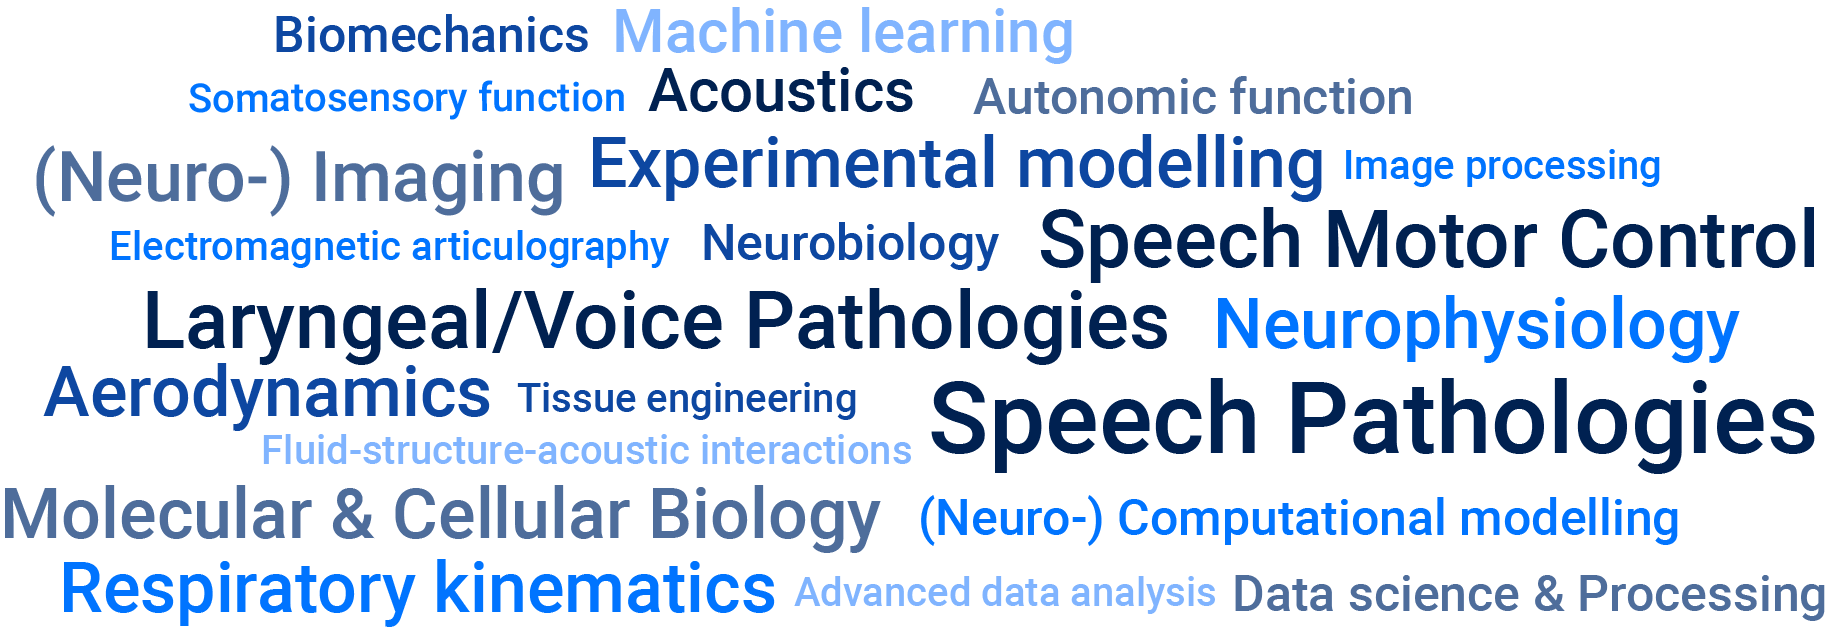 Biomechanics Machine learning
Somatosensory function Acoustics Autonomic function
(Neuro-) Imaging Experimental modelling Image processing
Electromagnetic articulography Neurobiology Speech Motor Control
Laryngeal/Voice Pathologies Neurophysiology
Aerodynamics Tissue engineering Speech Pathologies
Fluid-structure-acoustic interactions
Molecular & Cellular Biology (Neuro-) Computational modelling
Respiratory kinematics Advanced data analysis Data science & Processing